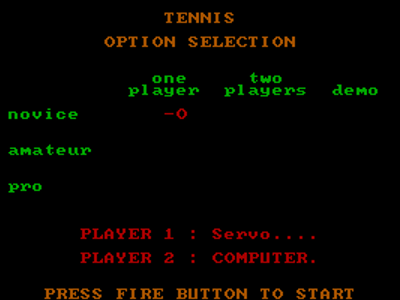 TENNIS
OPTION SELECTION
one two
player players demo
novice -O
amateur
pro
PLAYER 1 : Servo....
PLAYER 2 : COMPUTER.
PRESS FIRE BUTTON TO START